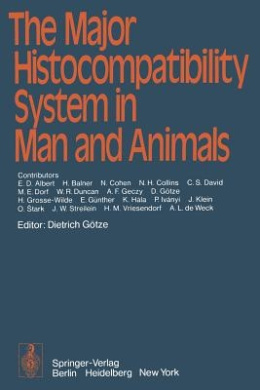 The Major
Histocompatibility
System in
Man and Animals
Contributors
E. D. Albert H. Balner N. Cohen N. H. Collins C. S. David
M. E. Dorf W. R. Duncan A. F. Geczy D. Götze
H. Grosse-Wilde E. Günther K. Hala P. Iványi J. Klein
O. Stark J. W. Streilein H. M. Vriesendorf A. L. de Weck
Editor: Dietrich Götze
Springer-Verlag
Berlin Heidelberg New York